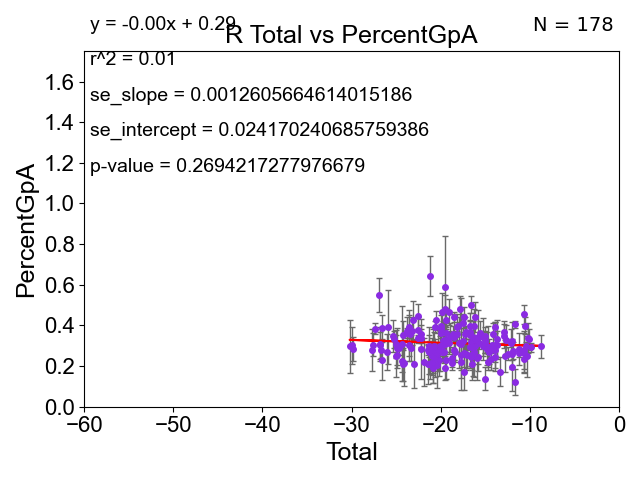 y = -0.00x + 0.29
N = 178
R Total vs PercentGpA
r^2 = 0.01
se_slope = 0.0012605664614015186
se_intercept = 0.024170240685759386
p-value = 0.2694217277976679
PercentGpA
1.6
1.4
1.2
1.0
0.8
0.6
0.4
0.2
0.0
−60 −50 −40 −30 −20 −10 0
Total